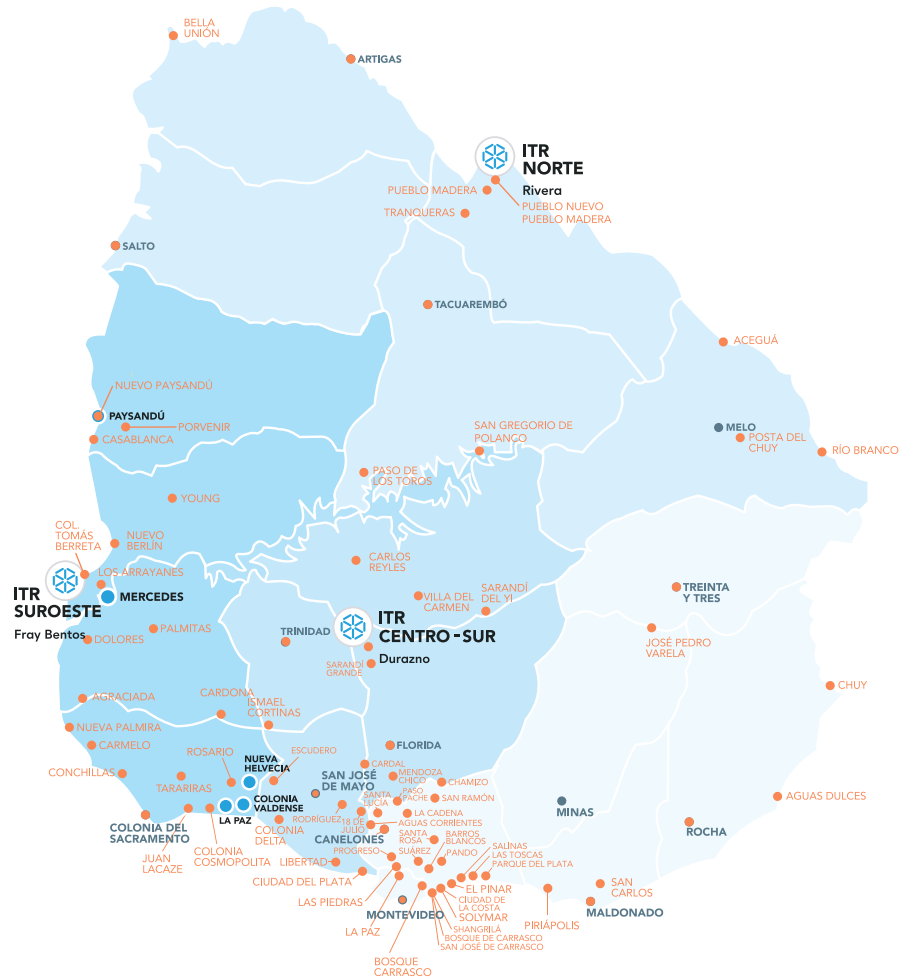 BELLA
UNIÓN
ARTIGAS
ITR
NORTE
Rivera
PUEBLO MADERA
PUEBLO NUEVO
PUEBLO MADERA
TRANQUERAS
SALTO
TACUAREMBÓ
ACEGUÁ
NUEVO PAYSANDÚ
PAYSANDÚ
PORVENIR
CASABLANCA
SAN GREGORIO DE
POLANCO
MELO
POSTA DEL
CHUY
RÍO BRANCO
PASO DE
LOS TOROS
YOUNG
COL.
TOMÁS
BERRETA
NUEVO
BERLÍN
LOS ARRAYANES
CARLOS
REYLES
ITR
SUROESTE
Fray Bentos
MERCEDES
VILLA DEL
CARMEN
SARANDÍ
DEL YÍ
TREINTA
Y TRES
DOLORES
PALMITAS
TRINIDAD
ITR
CENTRO-SUR
Durazno
SARANDÍ
GRANDE
JOSÉ PEDRO
VARELA
CHUY
AGRACIADA
CARDONA
ISMAEL
CORTINAS
NUEVA PALMIRA
CARMELO
ROSARIO
NUEVA
HELVECIA
ESCUDERO
FLORIDA
CARDAL
CONCHILLAS
TARARIRAS
SAN JOSÉ
DE MAYO
MENDOZA
CHICO
CHAMIZO
SANTA
LUCÍA
PASO
PACHE
SAN RAMÓN
AGUAS DULCES
COLONIA
VALDENSE
LA PAZ
RODRÍGUEZ
18 DE
JULIO
LA CADENA
AGUAS CORRIENTES
MINAS
ROCHA
COLONIA DEL
SACRAMENTO
COLONIA
DELTA
CANELONES
SANTA
ROSA
BARROS
BLANCOS
JUAN
LACAZE
COLONIA
COSMOPOLITA
LIBERTAD
PROGRESO
SUÁREZ
PANDO
SALINAS
LAS TOSCAS
PARQUE DEL PLATA
CIUDAD DEL PLATA
LAS PIEDRAS
EL PINAR
CIUDAD DE
LA COSTA
SOLYMAR
SAN
CARLOS
MALDONADO
MONTEVIDEO
PIRIÁPOLIS
LA PAZ
SHANGRILÁ
BOSQUE DE CARRASCO
SAN JOSÉ DE CARRASCO
BOSQUE
CARRASCO